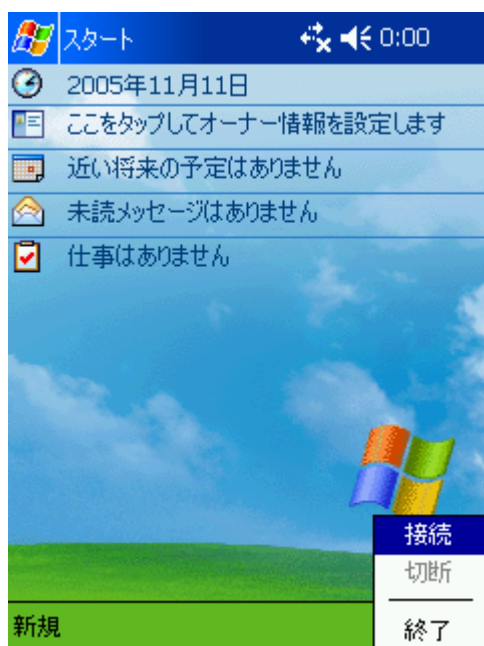 スタート 0:00
2005年11月11日
ここをタップしてオーナー情報を設定します
近い将来の予定はありません
未読メッセージはありません
仕事はありません
接続
切断
新規
終了